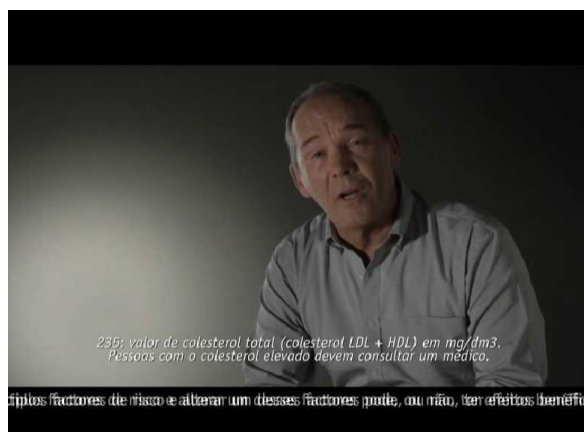 235: valor de colesterol total (colesterol LDL + HDL) em mg/dm3.
Pessoas com o colesterol elevado devem consultar um médico.
factores de risco e alterar um desses factores pode, ou não, ter efeitos